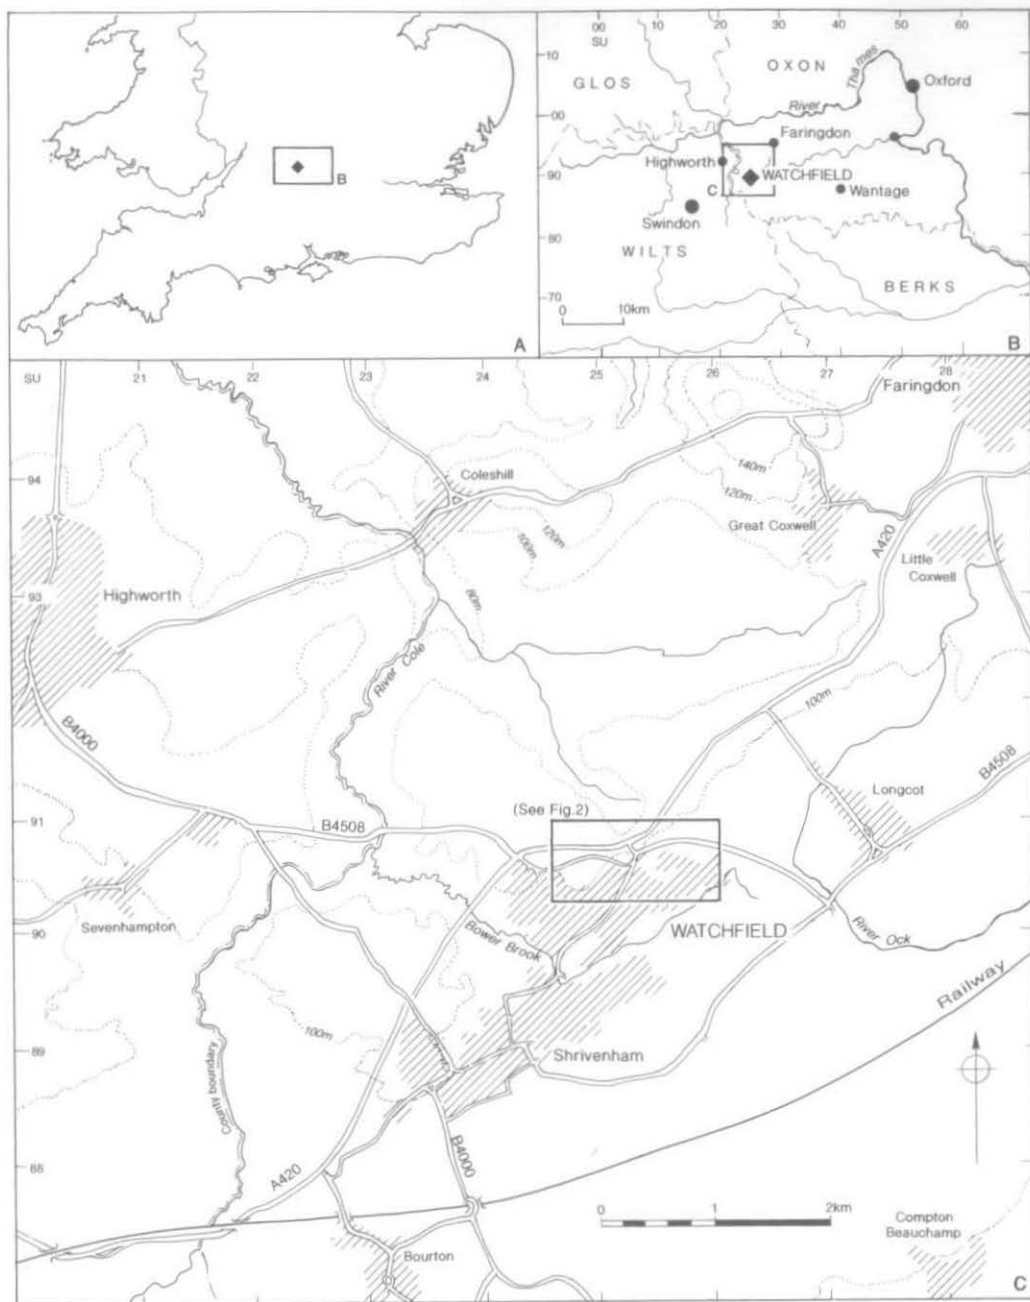 B
A
00 10 20 30 40 50 60
SU
10
00
90
80
70
GLOS
OXON
River Thames
Oxford
Faringdon
Highworth
WATCHFIELD
C
Wantage
Swindon
WILTS
BERKS
0 10km
B
SU
21 22 23 24 25 26 27 28
94
93
91
90
89
88
Faringdon
Coleshill
140m
120m
Great Coxwell
120m
100m
A420
Little
Coxwell
Highworth
80m
River Cole
100m
B4000
B4508
Longcot
(See Fig.2)
B4508
Sevenhampton
Bower Brook
WATCHFIELD
River Ock
Railway
100m
Shrivenham
County boundary
B4000
A420
0 1 2km
Compton
Beauchamp
Bourton
C